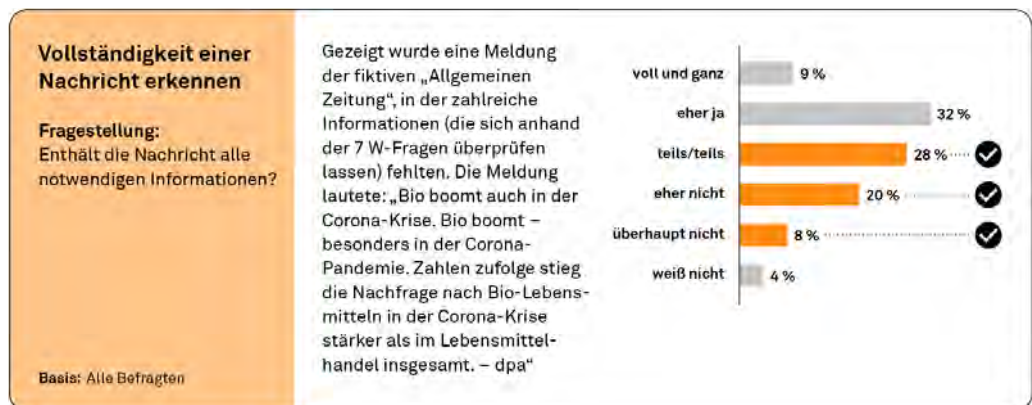 Vollständigkeit einer
Nachricht erkennen
Fragestellung:
Enthält die Nachricht alle
notwendigen Informationen?
Basis: Alle Befragten
Gezeigt wurde eine Meldung
der fiktiven „Allgemeinen
Zeitung“, in der zahlreiche
Informationen (die sich anhand
der 7 W-Fragen überprüfen
lassen) fehlten. Die Meldung
lautete: „Bio boomt auch in der
Corona-Krise. Bio boomt –
besonders in der Corona-
Pandemie. Zahlen zufolge stieg
die Nachfrage nach Bio-Lebens-
mitteln in der Corona-Krise
stärker als im Lebensmittel-
handel insgesamt. – dpa“
voll und ganz 9 %
eher ja 32 %
teils/teils 28 %
eher nicht 20 %
überhaupt nicht 8 %
weiß nicht 4 %